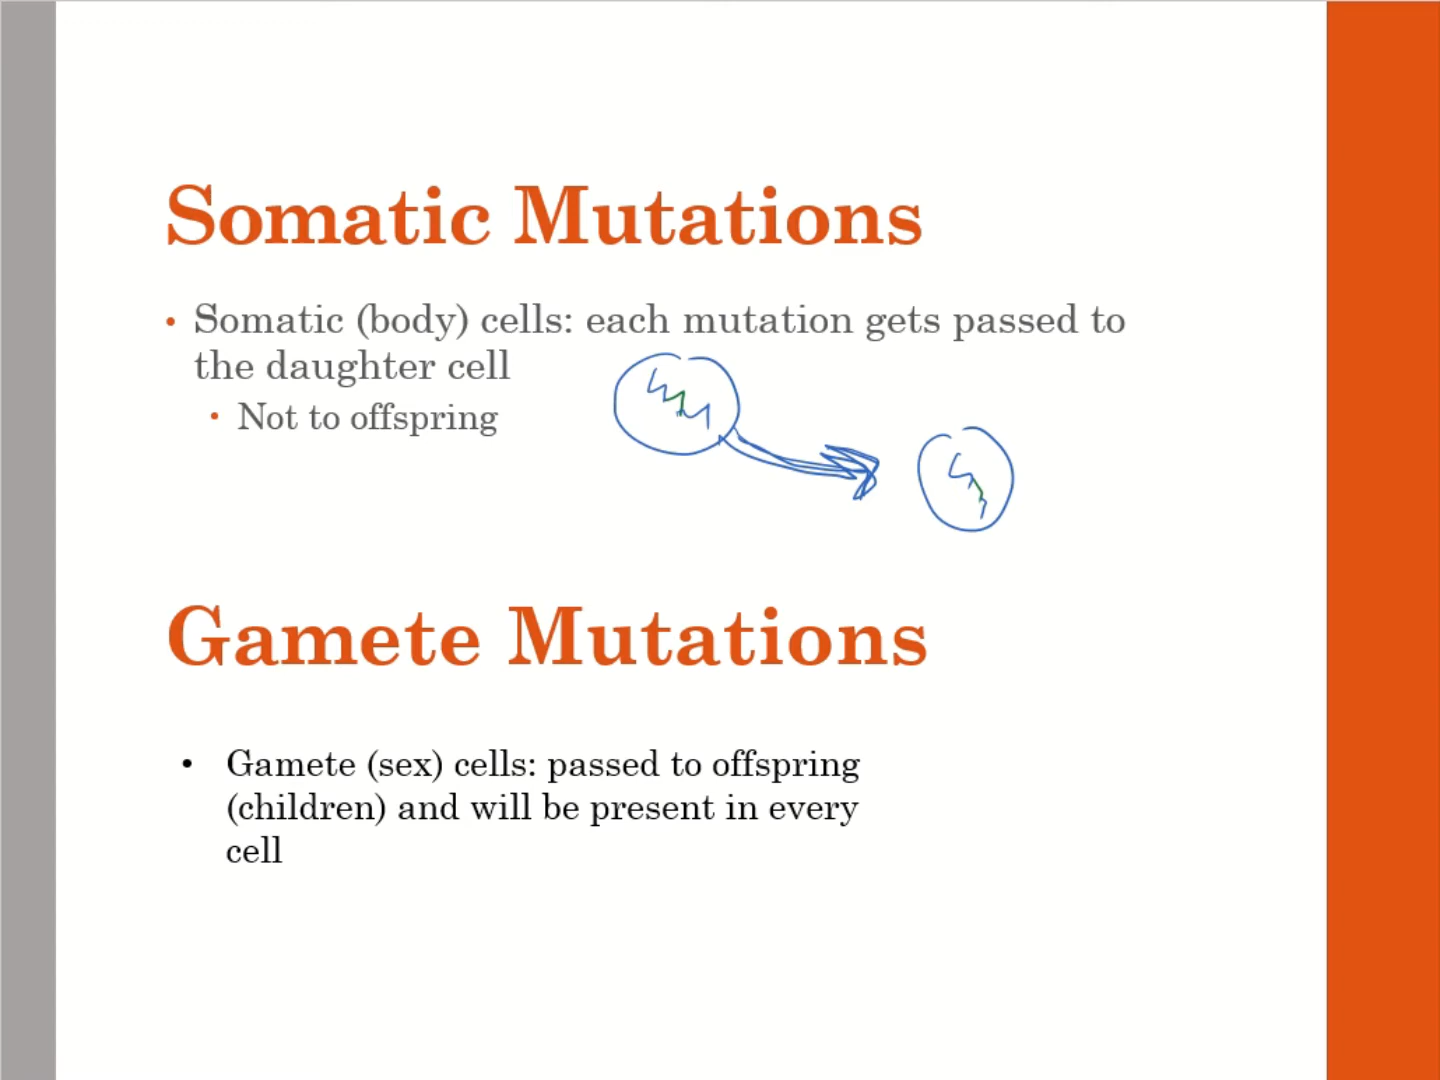 Somatic Mutations
• Somatic (body) cells: each mutation gets passed to
the daughter cell
• Not to offspring
Gamete Mutations
• Gamete (sex) cells: passed to offspring
(children) and will be present in every
cell